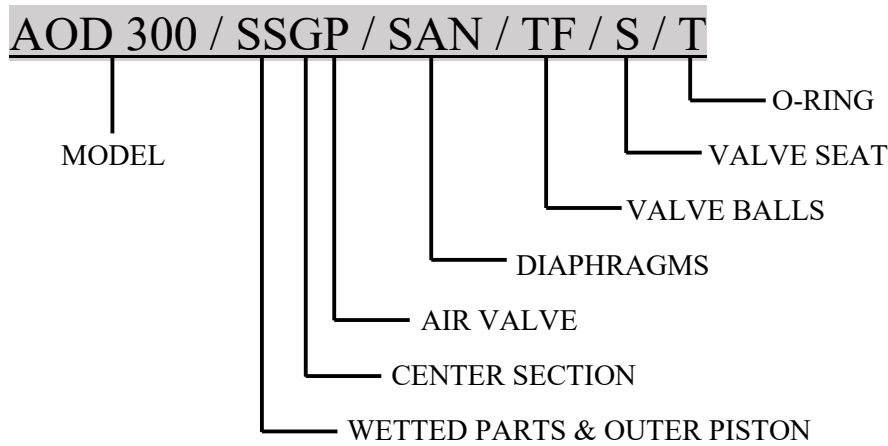 AOD 300 / SSGP / SAN / TF / S / T
O-RING
MODEL
VALVE SEAT
VALVE BALLS
DIAPHRAGMS
AIR VALVE
CENTER SECTION
WETTED PARTS & OUTER PISTON